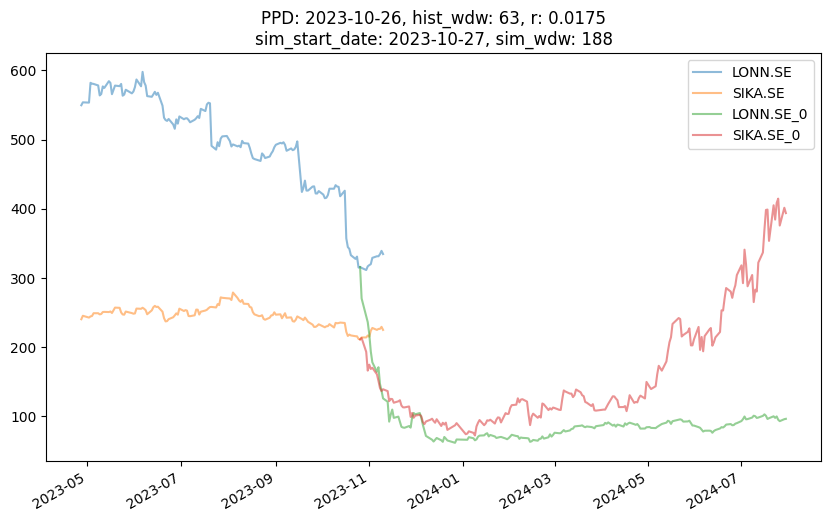 PPD: 2023-10-26, hist_wdw: 63, r: 0.0175
sim_start_date: 2023-10-27, sim_wdw: 188
LONN.SE
SIKA.SE
LONN.SE_0
SIKA.SE_0
600
500
400
300
200
100
2023-05
2023-07
2023-09
2023-11
2024-01
2024-03
2024-05
2024-07